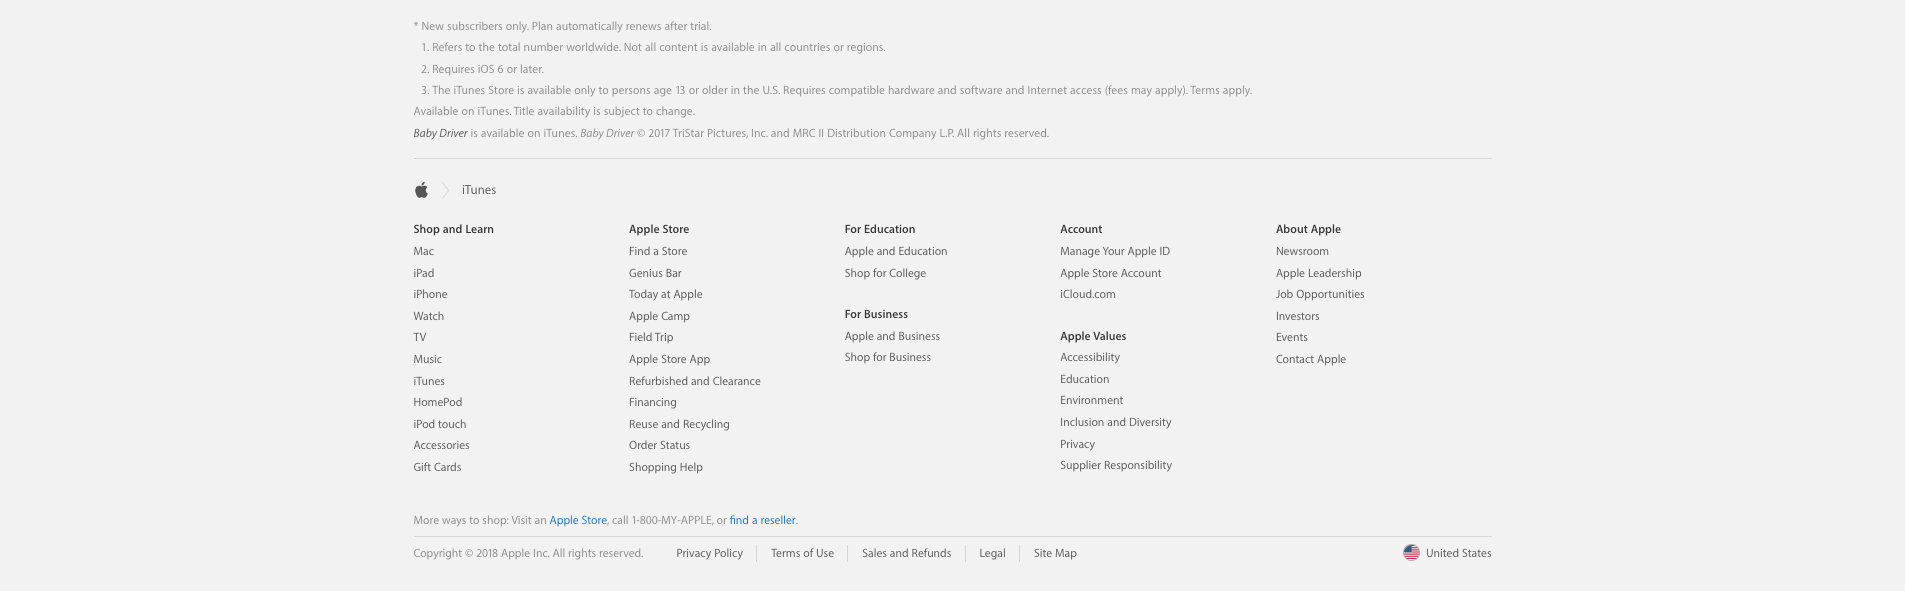 * New subscribers only. Plan automatically renews after trial.
1. Refers to the total number worldwide. Not all content is available in all countries or regions.
2. Requires iOS 6 or later.
3. The iTunes Store is available only to persons age 13 or older in the U.S. Requires compatible hardware and software and Internet access (fees may apply). Terms apply.
Available on iTunes. Title availability is subject to change.
Baby Driver is available on iTunes. Baby Driver © 2017 TriStar Pictures, Inc. and MRC II Distribution Company L.P. All rights reserved.
iTunes
Shop and Learn
Mac
iPad
iPhone
Watch
TV
Music
iTunes
HomePod
iPod touch
Accessories
Gift Cards
Apple Store
Find a Store
Genius Bar
Today at Apple
Apple Camp
Field Trip
Apple Store App
Refurbished and Clearance
Financing
Reuse and Recycling
Order Status
Shopping Help
For Education
Apple and Education
Shop for College
For Business
Apple and Business
Shop for Business
Account
Manage Your Apple ID
Apple Store Account
iCloud.com
Apple Values
Accessibility
Education
Environment
Inclusion and Diversity
Privacy
Supplier Responsibility
About Apple
Newsroom
Apple Leadership
Job Opportunities
Investors
Events
Contact Apple
More ways to shop: Visit an Apple Store, call 1-800-MY-APPLE, or find a reseller.
Copyright © 2018 Apple Inc. All rights reserved. Privacy Policy Terms of Use Sales and Refunds Legal Site Map United States